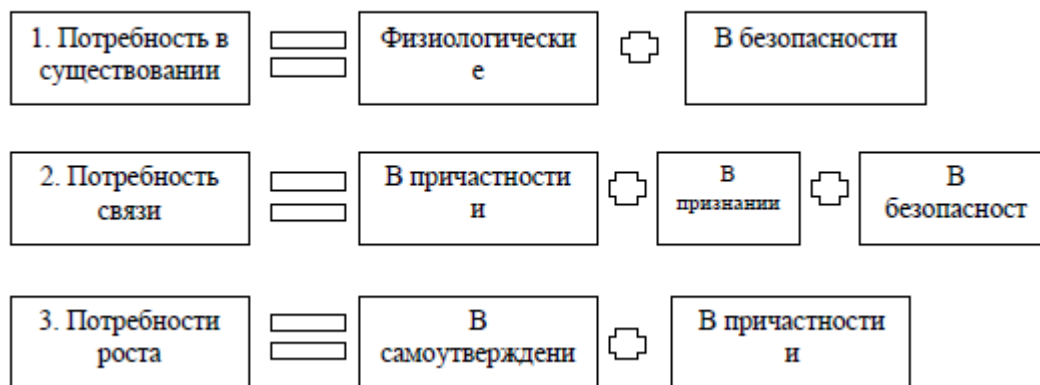 1. Потребность в
существовании
Физиологически
е
В безопасности
2. Потребность
связи
В причастности
и
В
признании
В
безопасност
3. Потребности
роста
В
самоутверждени
В причастности
и